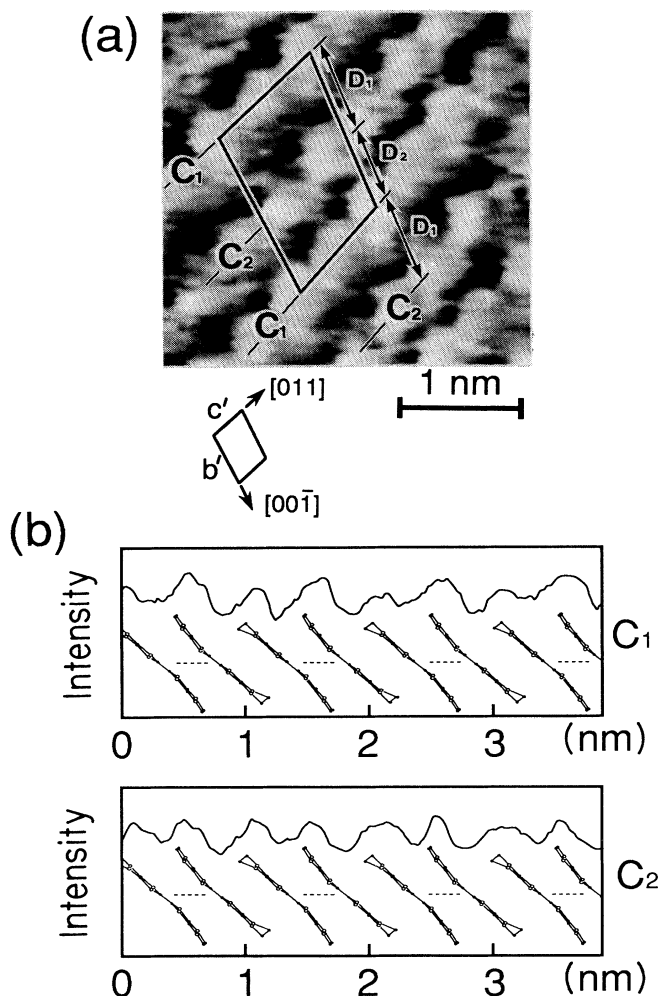 (a)
D₁
D₂
D₁
C₁
C₂
C₁
C₂
1 nm
c' [011]
b'
[001̄]
(b)
Intensity
C₁
0 1 2 3 (nm)
Intensity
C₂
0 1 2 3 (nm)